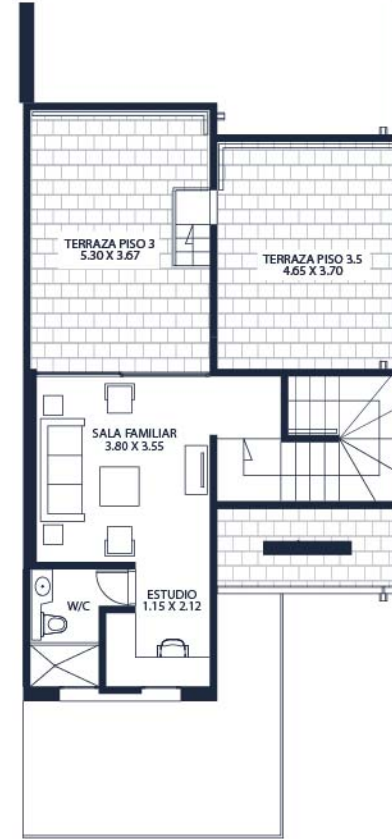 TERRAZA PISO 3
5.30 X 3.67
TERRAZA PISO 3.5
4.65 X 3.70
SALA FAMILIAR
3.80 X 3.55
ESTUDIO
1.15 X 2.12
W/C